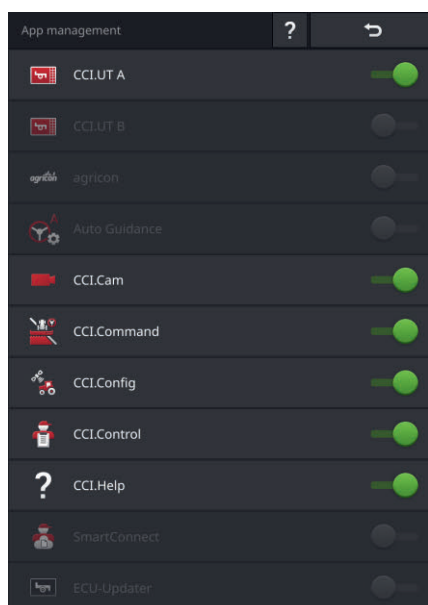 App management
?
CCI.UT A
CCI.UT B
agricon agricon
Auto Guidance
CCI.Cam
CCI.Command
CCI.Config
CCI.Control
? CCI.Help
SmartConnect
ECU-Updater